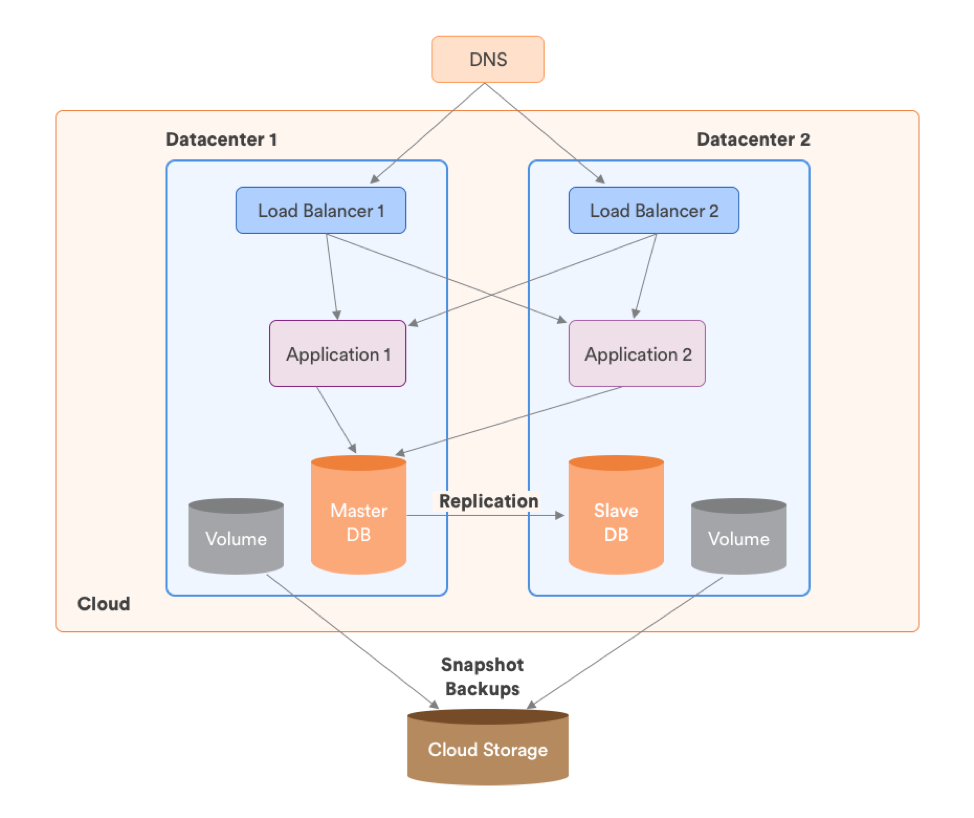 DNS
Datacenter 1
Datacenter 2
Load Balancer 1
Load Balancer 2
Application 1
Application 2
Master
DB
Replication
Slave
DB
Volume
Volume
Cloud
Snapshot
Backups
Cloud Storage